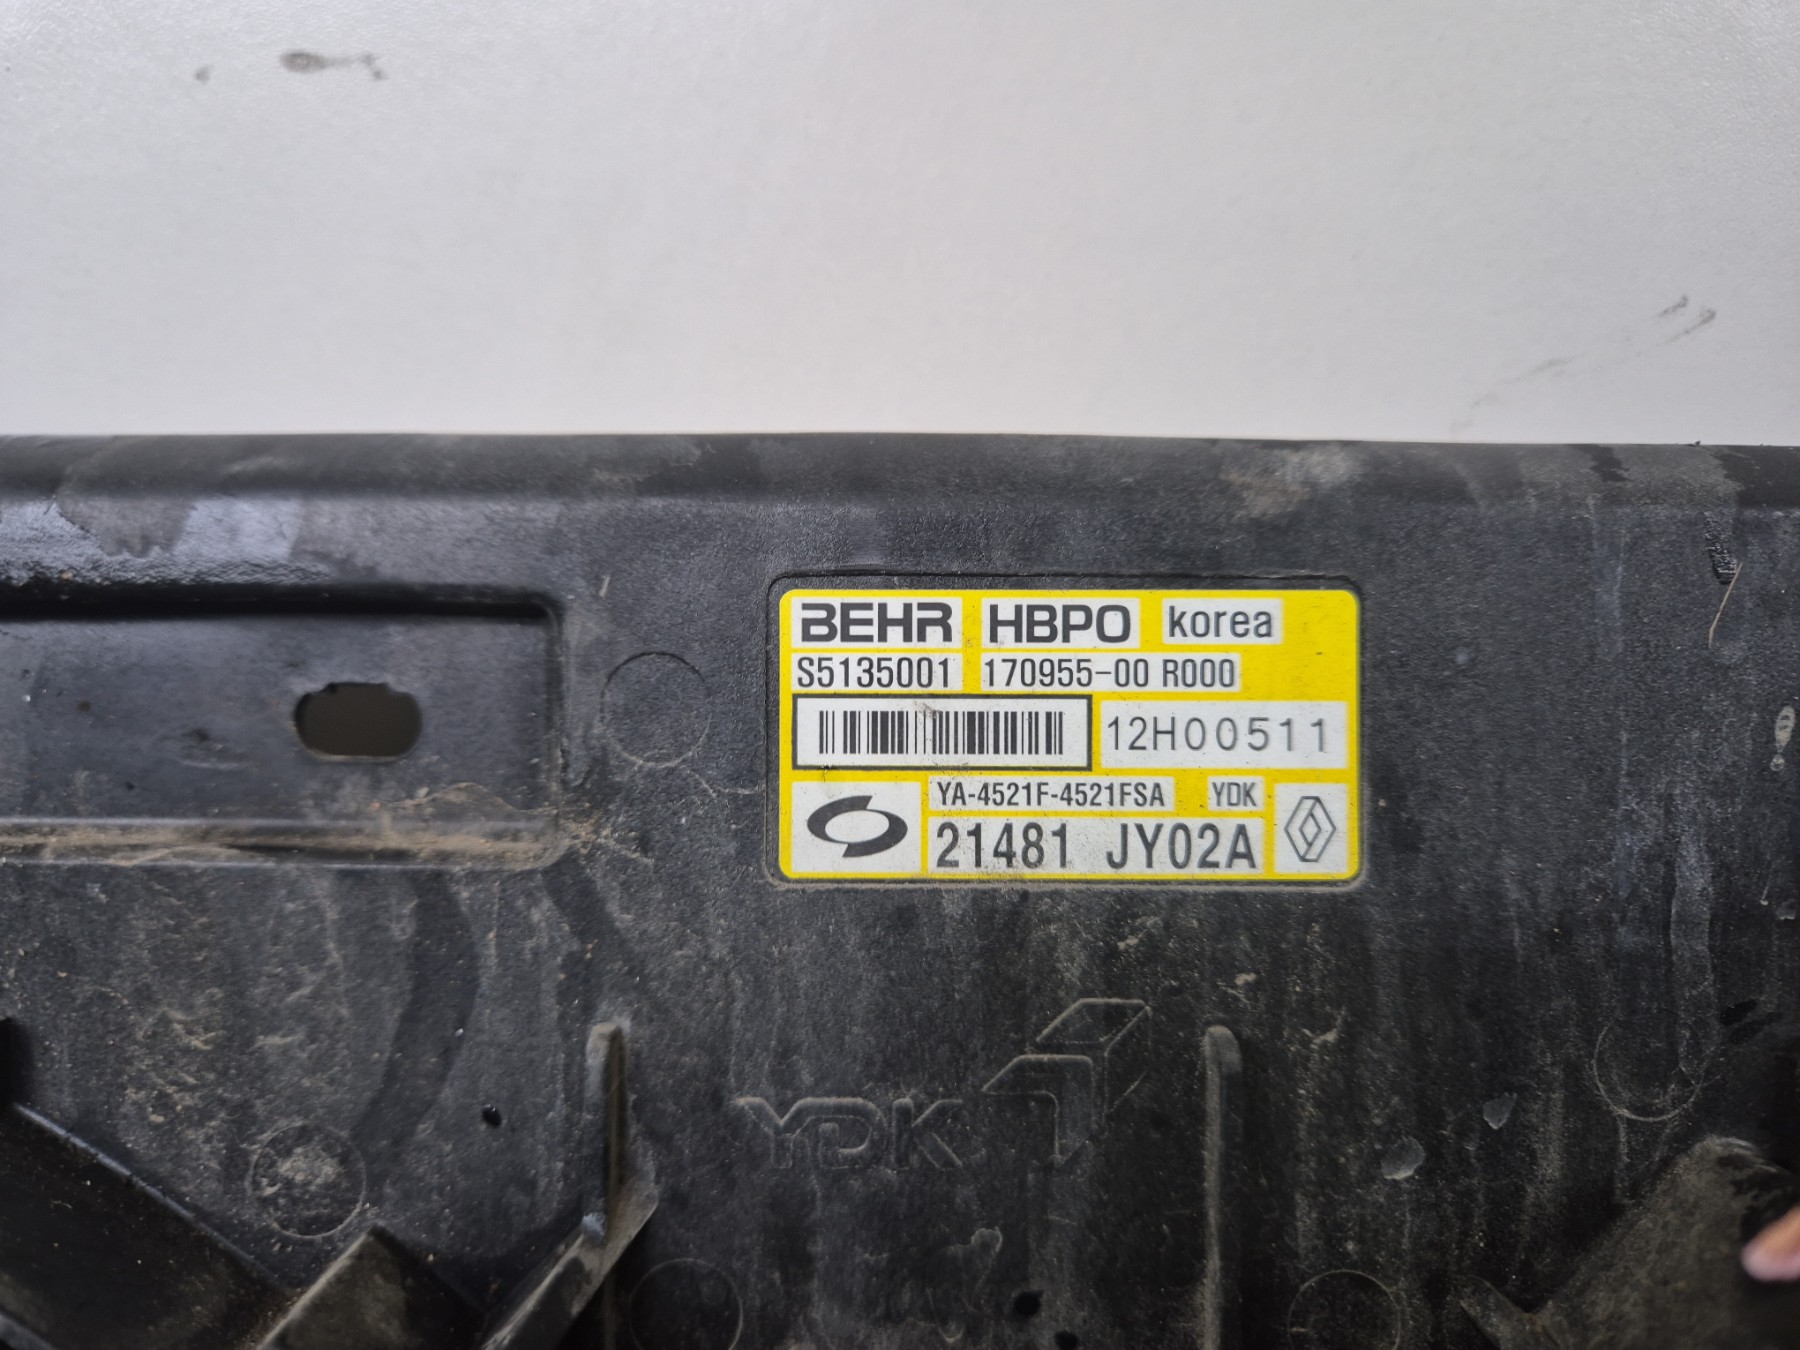 BEHR HBPO korea
S5135001 170955-00 R000
12H00511
YA-4521F-4521FSA YDK
21481 JY02A
YDK